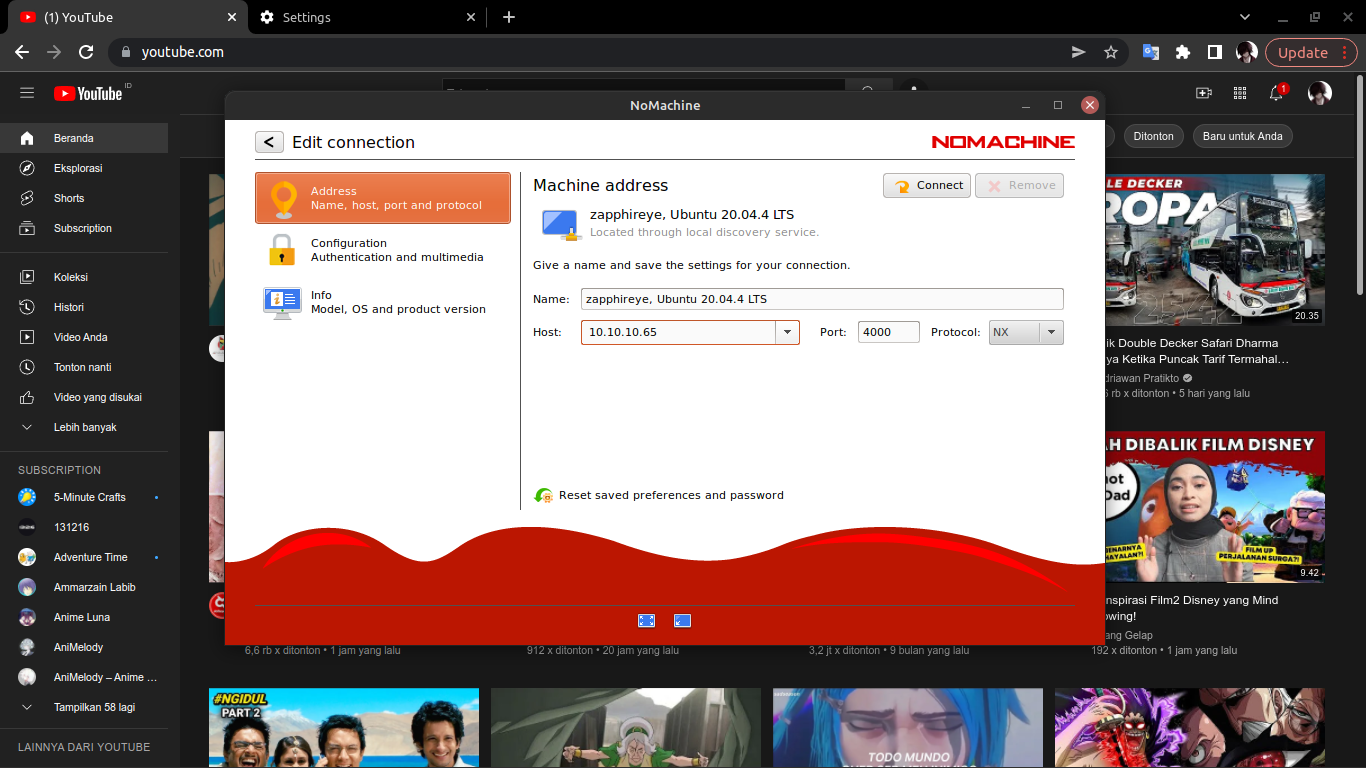 (1) YouTube
Settings
youtube.com
Update
YouTube ID
1
Beranda
Eksplorasi
Shorts
Subscription
Koleksi
Histori
Video Anda
Tonton nanti
Video yang disukai
Lebih banyak
SUBSCRIPTION
5-Minute Crafts
131216
Adventure Time
Ammarzain Labib
Anime Luna
AniMelody
AniMelody – Anime ...
Tampilkan 58 lagi
LAINNYA DARI YOUTUBE
NoMachine
< Edit connection
NOMACHINE
Address
Name, host, port and protocol
Configuration
Authentication and multimedia
Info
Model, OS and product version
Machine address
Connect
Remove
zapphireye, Ubuntu 20.04.4 LTS
Located through local discovery service.
Give a name and save the settings for your connection.
Name: zapphireye, Ubuntu 20.04.4 LTS
Host: 10.10.10.65 Port: 4000 Protocol: NX
Reset saved preferences and password
Ditonton
Baru untuk Anda
LE DECKER
ROPA
20.35
ik Double Decker Safari Dharma
ya Ketika Puncak Tarif Termahal...
driawan Pratikto
rb x ditonton • 5 hari yang lalu
AH DIBALIK FILM DISNEY
not
Dad
FILM UP
PERJALANAN SURGA?!
9.42
nspirasi Film2 Disney yang Mind
owing!
ang Gelap
6,6 rb x ditonton • 1 jam yang lalu
912 x ditonton • 20 jam yang lalu
3,2 jt x ditonton • 9 bulan yang lalu
192 x ditonton • 1 jam yang lalu
#NGIDUL
PART 2
TODO MUNDO